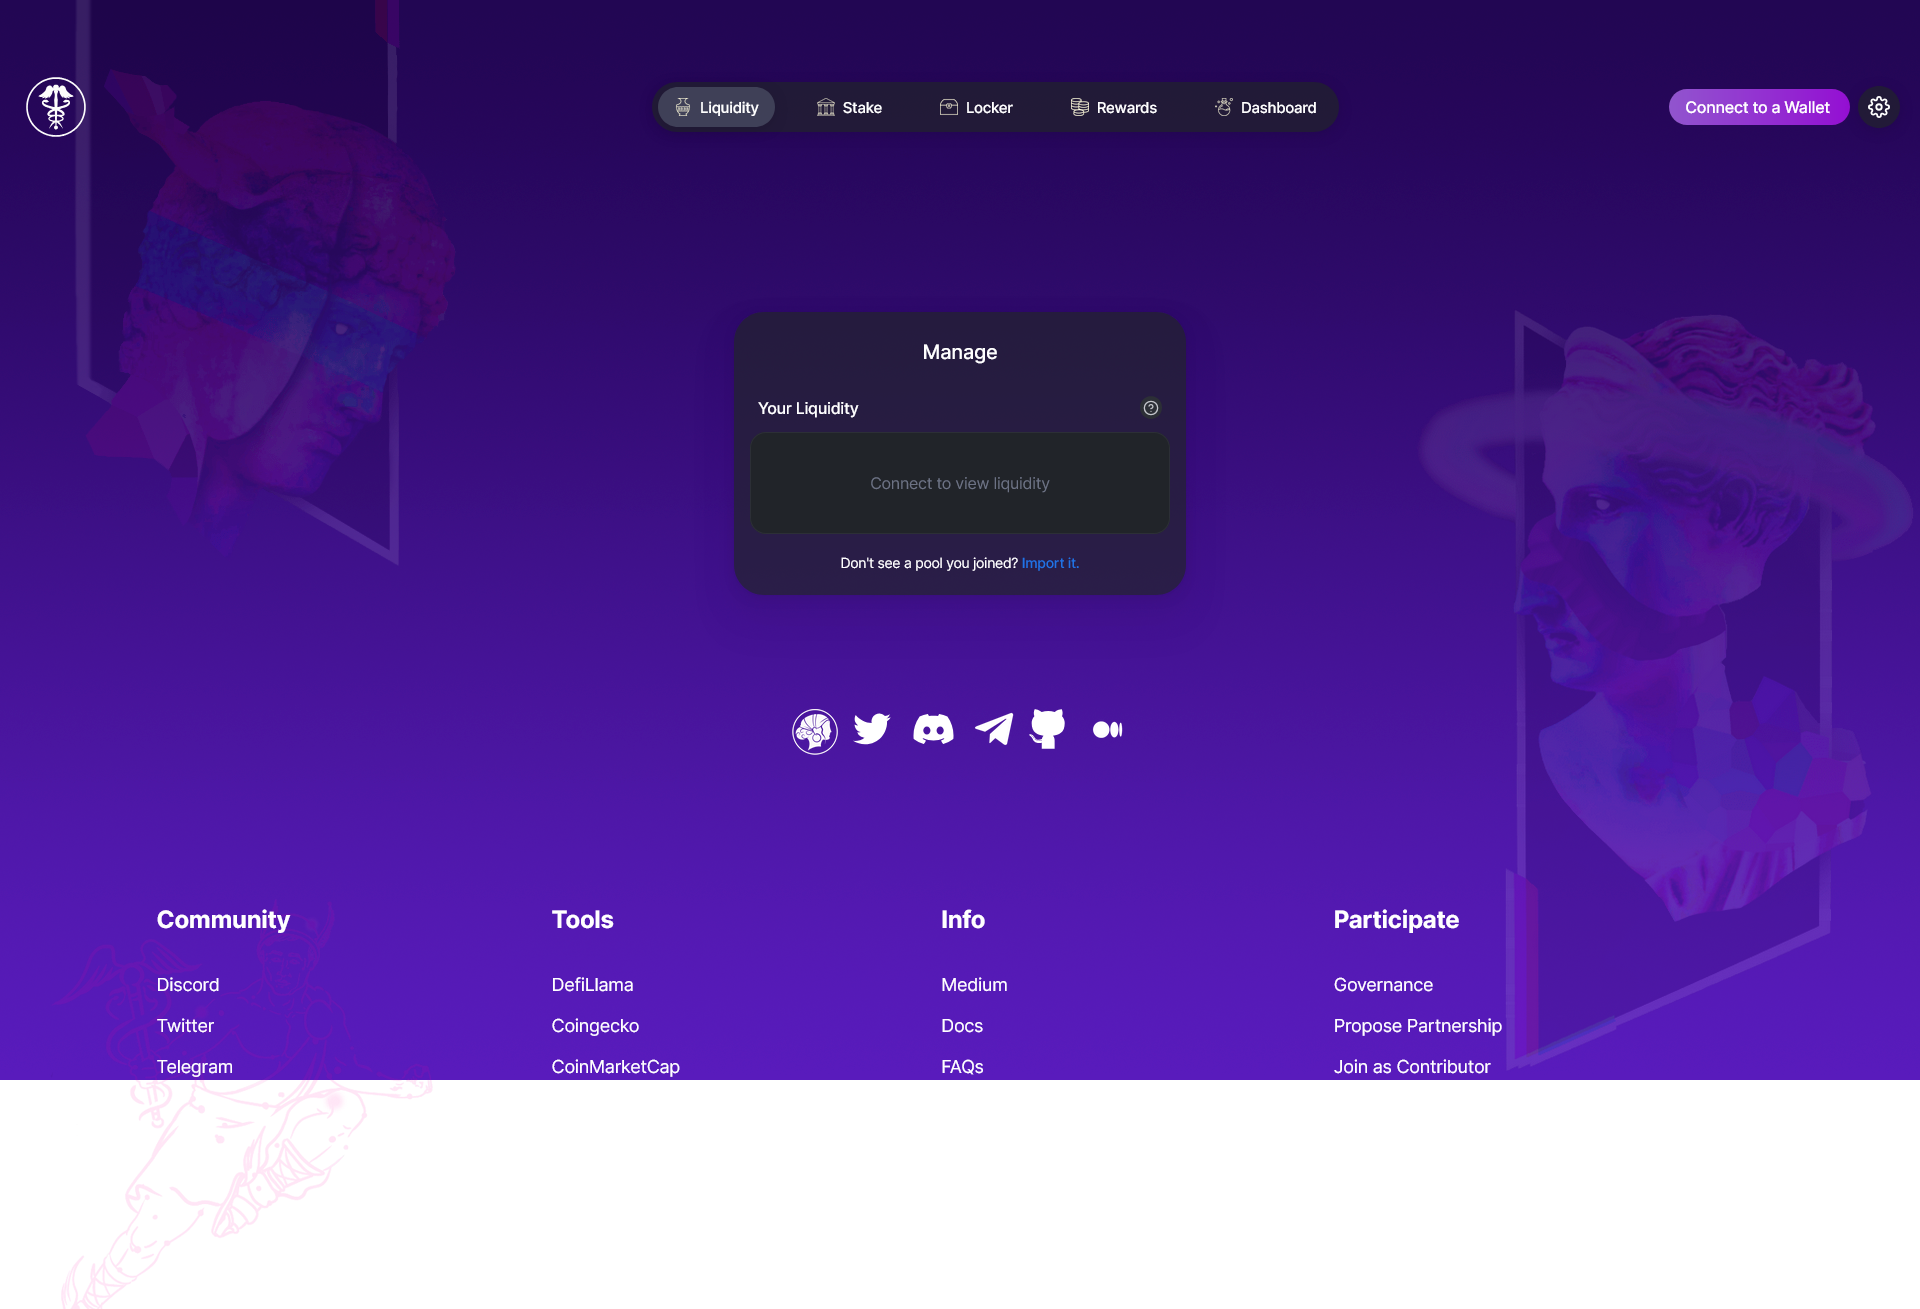 Liquidity
Stake
Locker
Rewards
Dashboard
Connect to a Wallet
Manage
Your Liquidity
Connect to view liquidity
Don't see a pool you joined? Import it.
Community
Discord
Twitter
Telegram
Tools
DefiLlama
Coingecko
CoinMarketCap
Info
Medium
Docs
FAQs
Participate
Governance
Propose Partnership
Join as Contributor